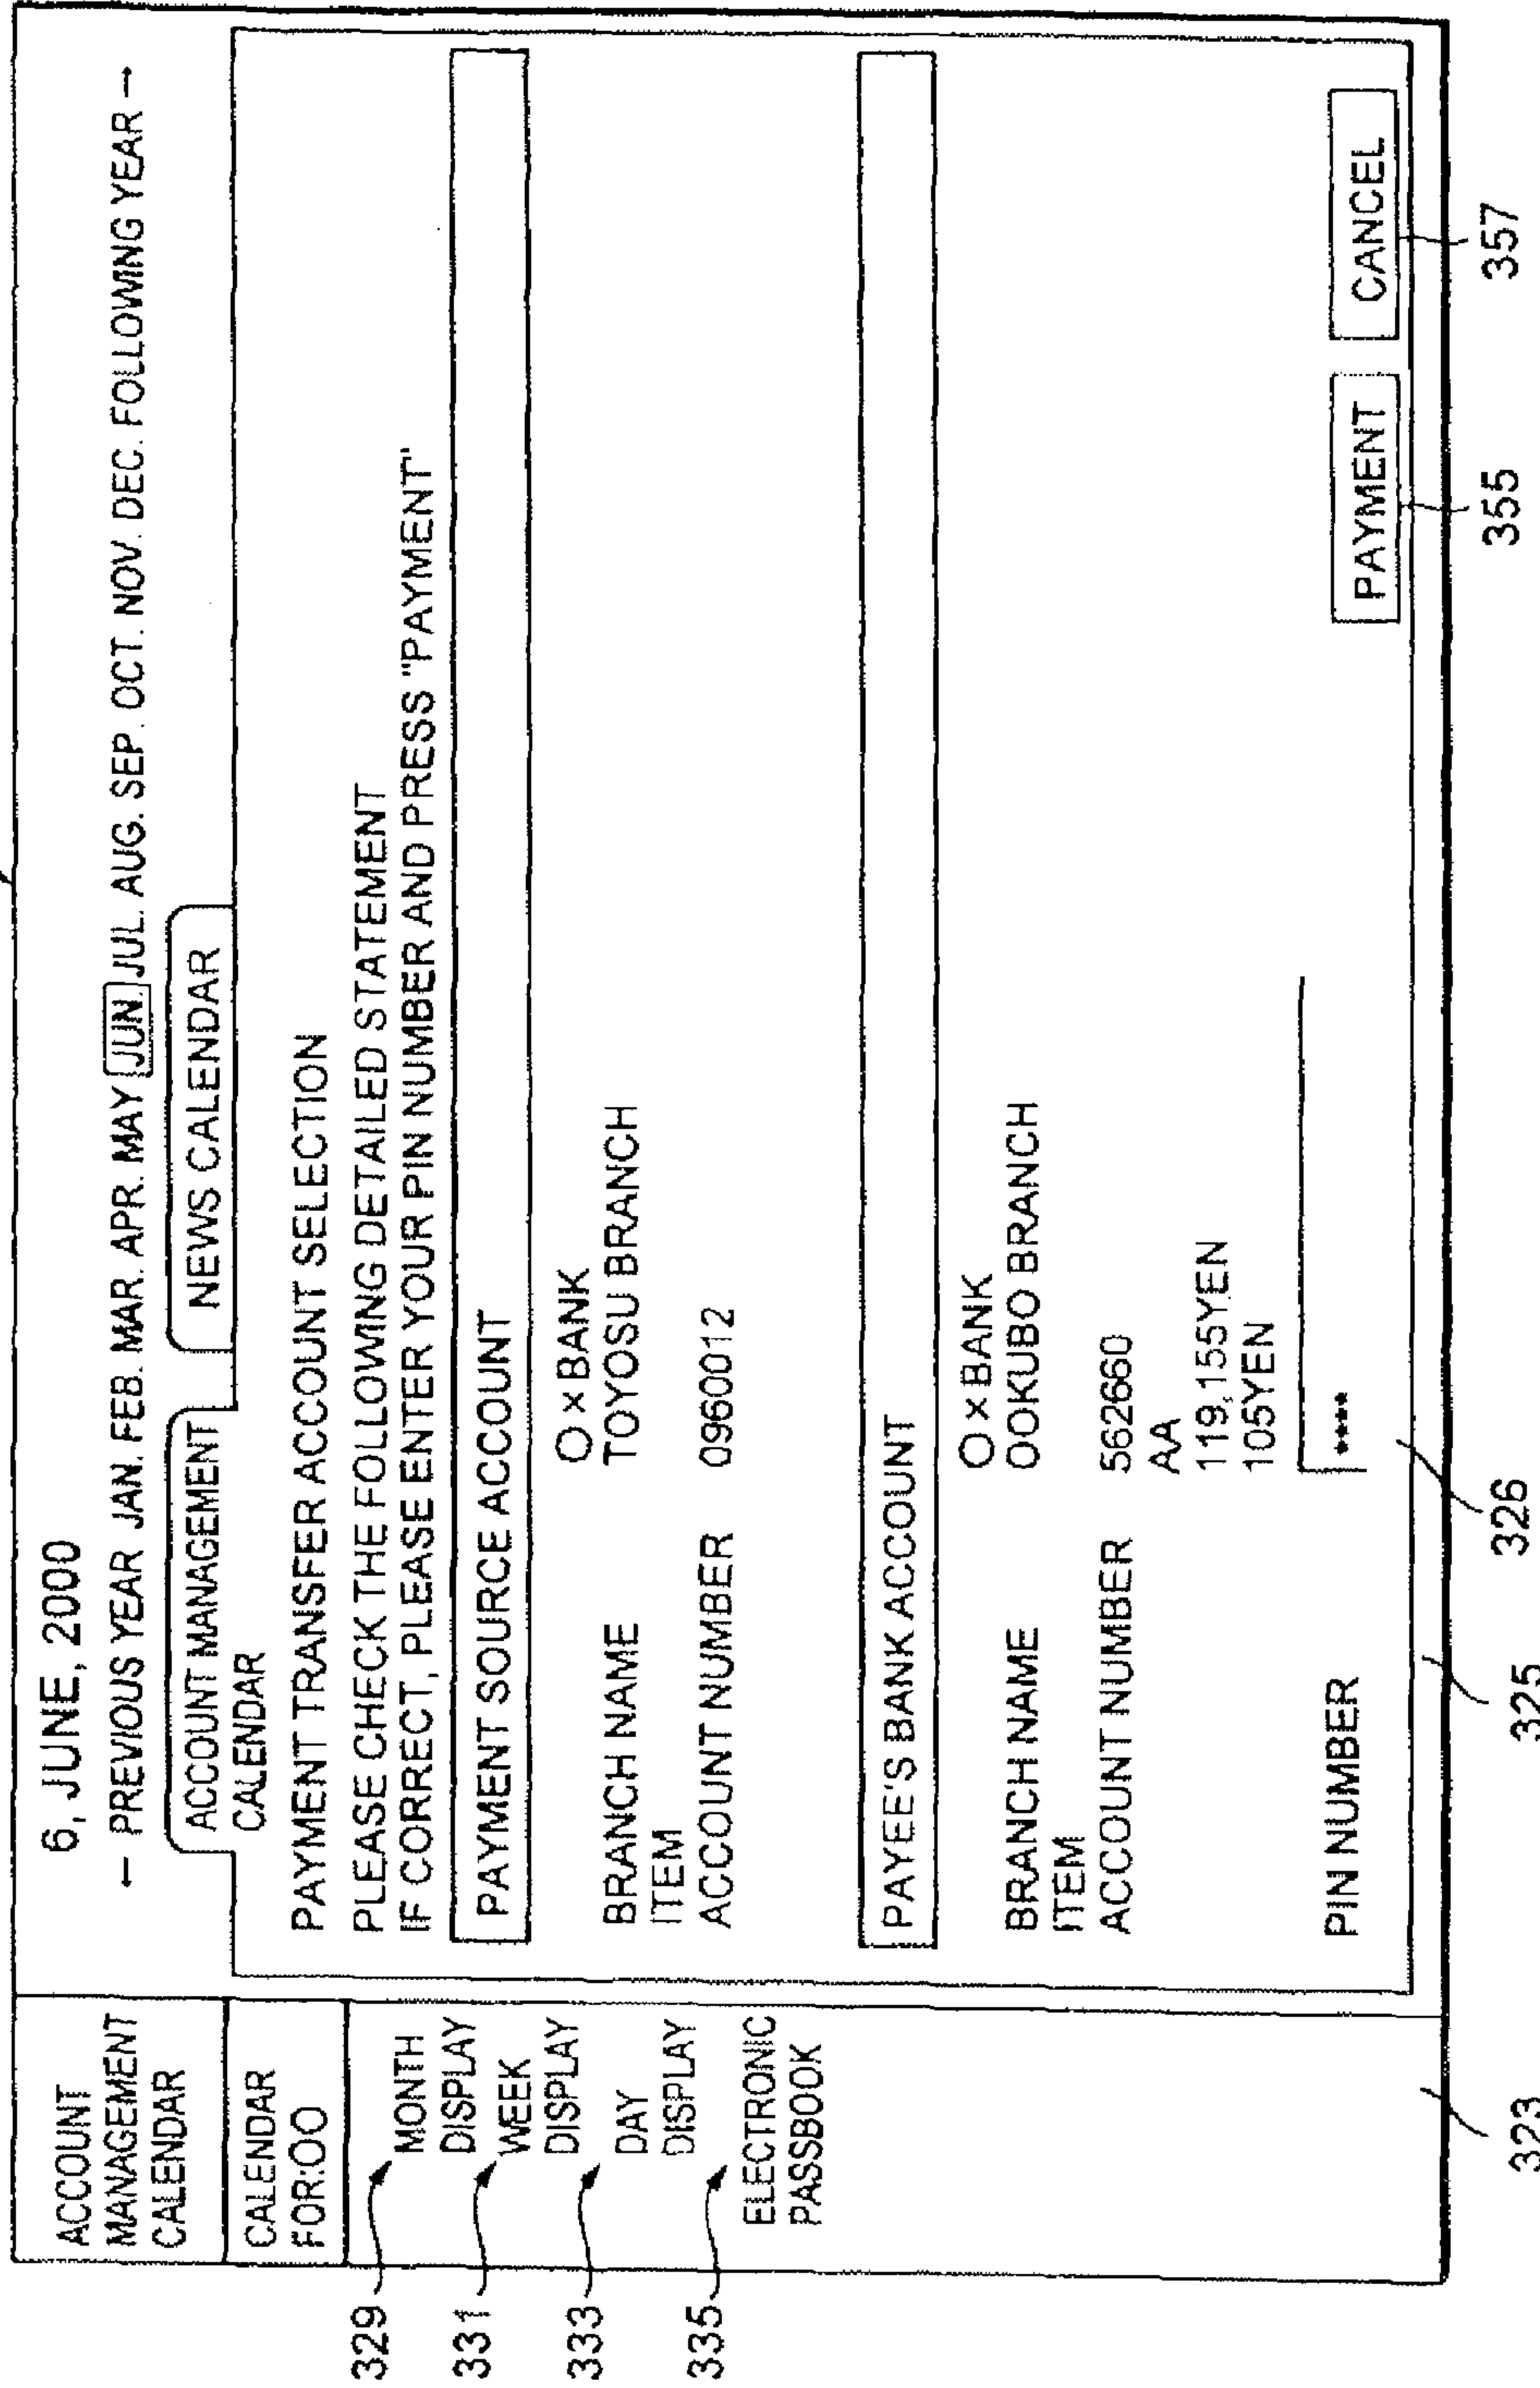 6, JUNE, 2000
← PREVIOUS YEAR JAN. FEB. MAR. APR. MAY JUN. JUL. AUG. SEP. OCT. NOV. DEC. FOLLOWING YEAR →
ACCOUNT
MANAGEMENT
CALENDAR
CALENDAR
FOR:OO
329
MONTH
DISPLAY
331
WEEK
DISPLAY
333
DAY
DISPLAY
335
ELECTRONIC
PASSBOOK
ACCOUNT MANAGEMENT
CALENDAR
NEWS CALENDAR
PAYMENT TRANSFER ACCOUNT SELECTION
PLEASE CHECK THE FOLLOWING DETAILED STATEMENT
IF CORRECT, PLEASE ENTER YOUR PIN NUMBER AND PRESS "PAYMENT"
PAYMENT SOURCE ACCOUNT
O×BANK
BRANCH NAME TOYOSU BRANCH
ITEM
ACCOUNT NUMBER 0960012
PAYEE'S BANK ACCOUNT
O×BANK
BRANCH NAME OOKUBO BRANCH
ITEM
ACCOUNT NUMBER 562660
AA
119,155YEN
105YEN
PIN NUMBER ****
PAYMENT CANCEL
323
325
326
355
357